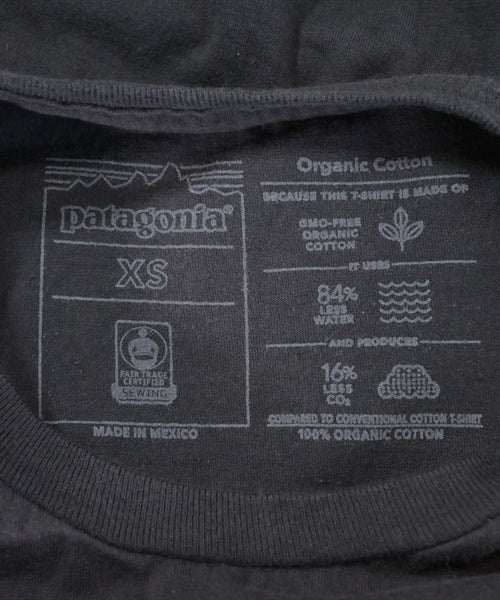 patagonia®
XS
FAIR TRADE
CERTIFIED
SEWING
MADE IN MEXICO
Organic Cotton
BECAUSE THIS T-SHIRT IS MADE OF
GMO-FREE
ORGANIC
COTTON
IT USES
84%
LESS
WATER
AND PRODUCES
16%
LESS
CO₂
COMPARED TO CONVENTIONAL COTTON T-SHIRT
100% ORGANIC COTTON